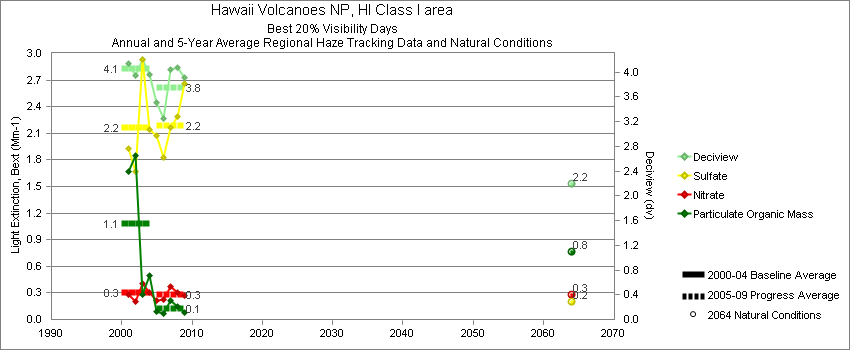 Hawaii Volcanoes NP, HI Class I area
Best 20% Visibility Days
Annual and 5-Year Average Regional Haze Tracking Data and Natural Conditions
Light Extinction, Bext (Mm-1)
3.0
2.7
2.4
2.1
1.8
1.5
1.2
0.9
0.6
0.3
0.0
4.1
2.2
1.1
0.3
3.8
2.2
0.3
0.1
2.2
0.8
0.3
0.2
4.0
3.6
3.2
2.8
2.4
2.0
1.6
1.2
0.8
0.4
0.0
Deciview (dv)
1990 2000 2010 2020 2030 2040 2050 2060 2070
Deciview
Sulfate
Nitrate
Particulate Organic Mass
2000-04 Baseline Average
2005-09 Progress Average
2064 Natural Conditions